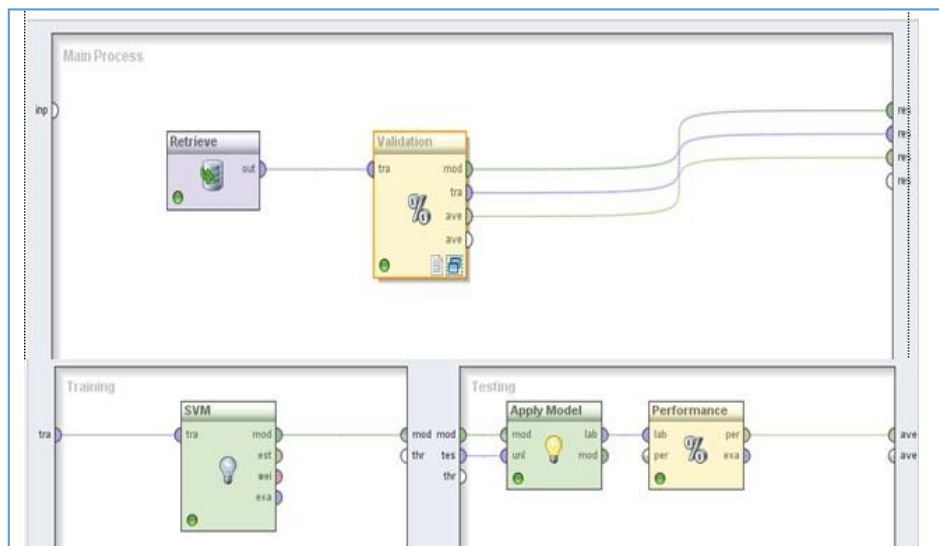 Main Process
inp
res
res
res
res
Retrieve
out
Validation
tra
mod
tra
ave
ave
Training
tra
SVM
tra
mod
est
wei
exa
mod
thr
Testing
mod
tes
thr
Apply Model
mod
unl
lab
mod
Performance
lab
per
per
exa
ave
ave